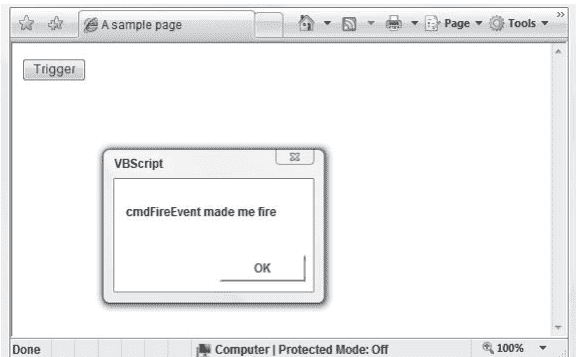 A sample page
Page
Tools
»
Trigger
VBScript
cmdFireEvent made me fire
OK
Done
Computer | Protected Mode: Off
100%